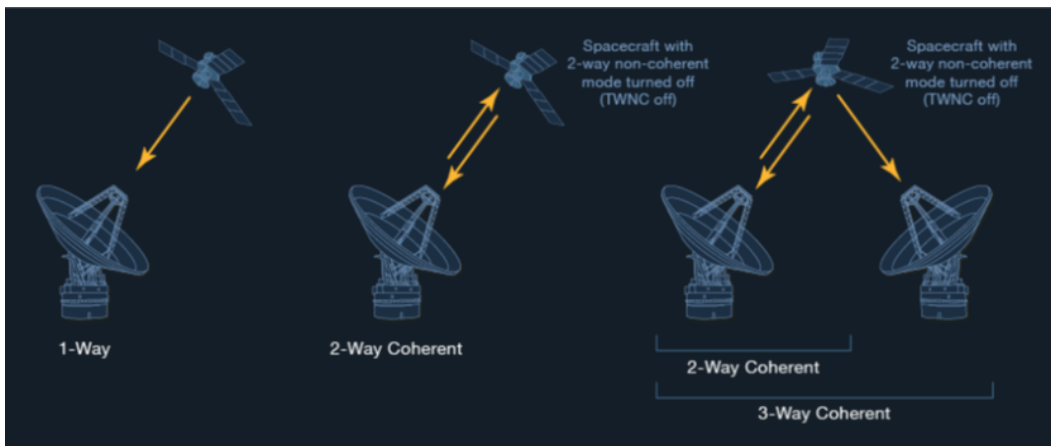 Spacecraft with
2-way non-coherent
mode turned off
(TWNC off)
Spacecraft with
2-way non-coherent
mode turned off
(TWNC off)
1-Way
2-Way Coherent
2-Way Coherent
3-Way Coherent